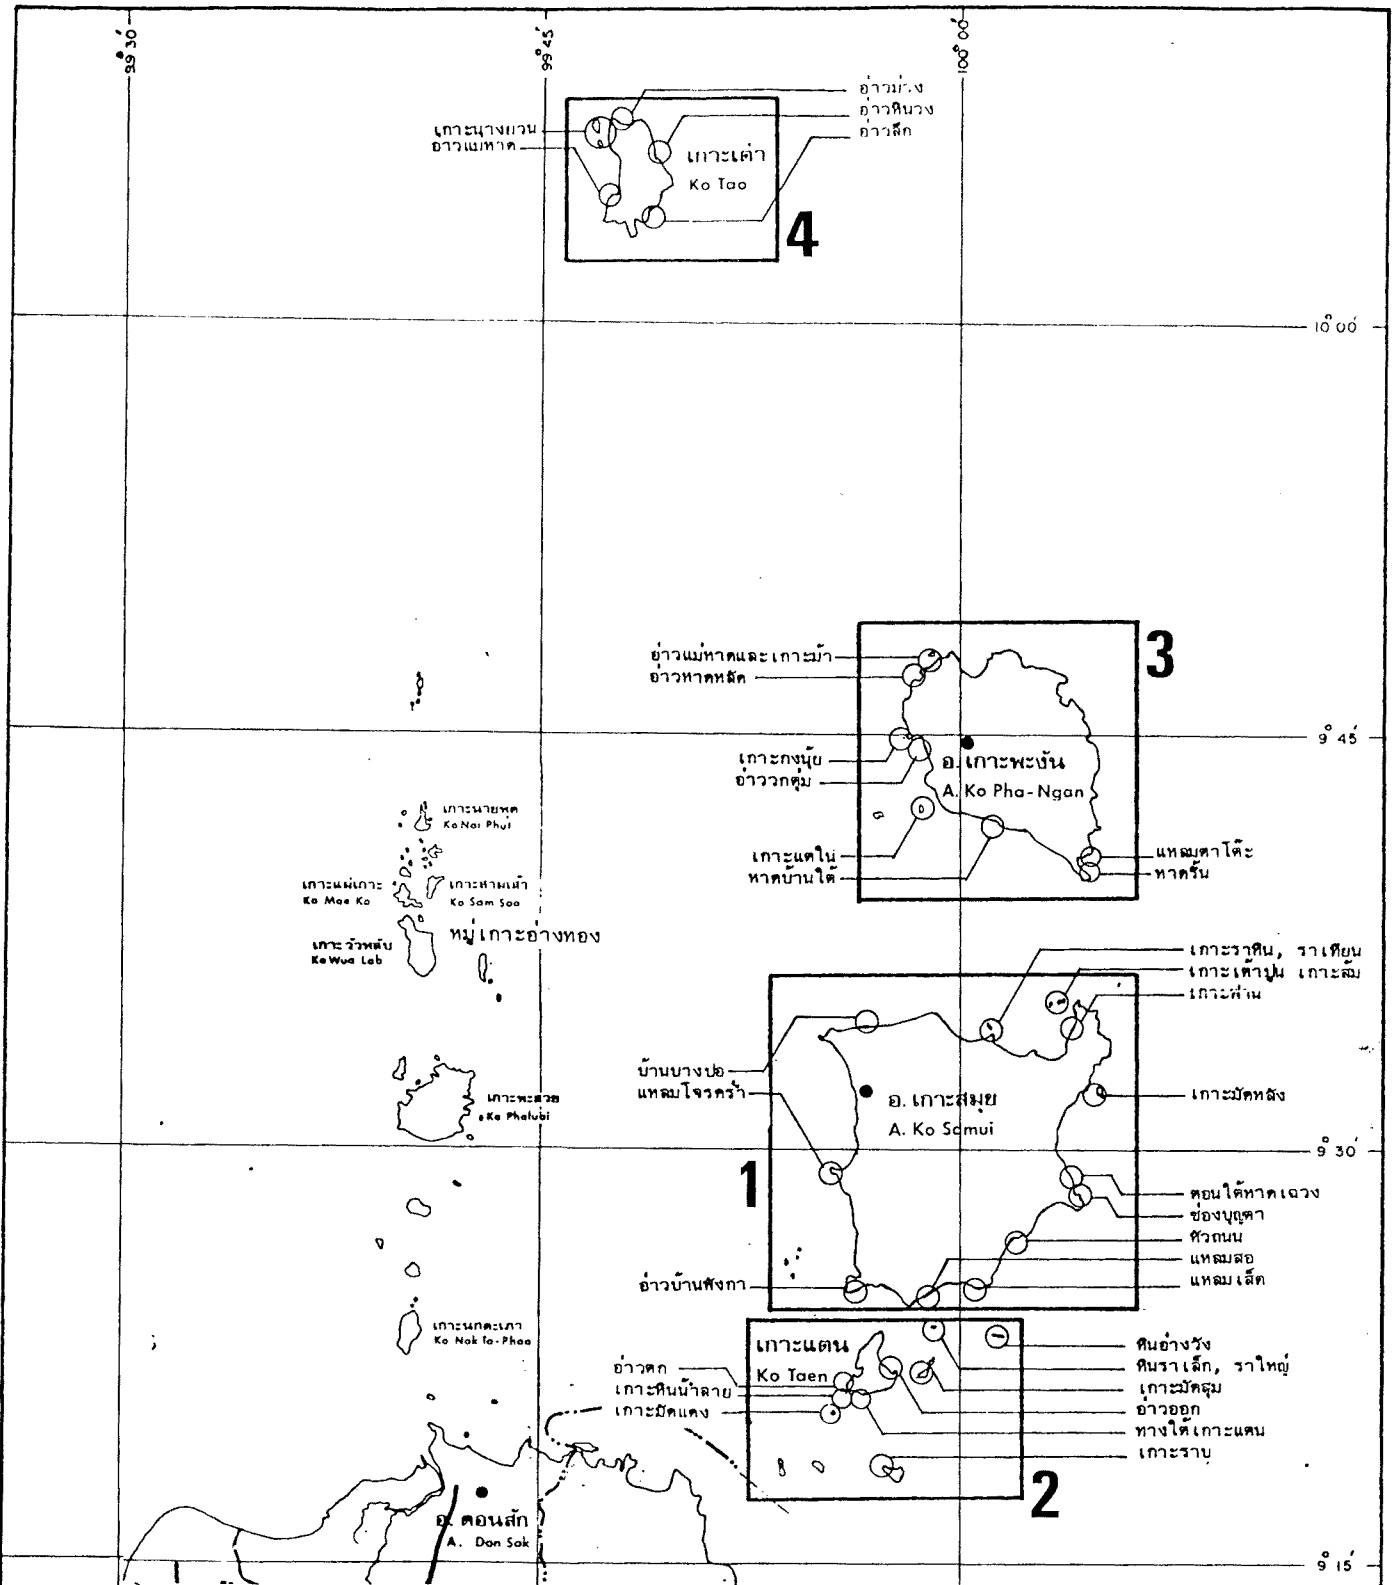 99°30'
99°45'
100°00'
อ่าวม่วง
อ่าวหินวง
อ่าวลึก
เกาะนางยวน
อ่าวแม่หาด
เกาะเต่า
Ko Tao
4
10°00'
3
อ่าวแม่หาดและเกาะม้า
อ่าวหาดหลัด
9°45'
เกาะกงนุ้ย
อ่าววกตุ่ม
อ.เกาะพะงัน
A. Ko Pha-Ngan
เกาะแตใน
หาดบ้านใต้
แหลมตาโต๊ะ
หาดริ้น
เกาะนายพุด
Ko Nai Phut
เกาะแม่เกาะ
Ko Mae Ko
เกาะสามเส้า
Ko Sam Sao
หมู่เกาะอ่างทอง
เกาะวัวตหลับ
Ko Wua Lab
เกาะราหิน, ราเทียน
เกาะเต้าปูน เกาะส้ม
เกาะฟาน
บ้านบางปอ
แหลมโจรคร่ำ
อ.เกาะสมุย
A. Ko Samui
เกาะมัดหลัง
เกาะพะลวย
Ko Phaluai
9°30'
1
ตอนใต้หาดเฉวง
ช่องบุญตา
หัวถนน
แหลมสอ
แหลมเส็ด
อ่าวบ้านพังกา
เกาะนกตะเภา
Ko Nok Ta-Phao
เกาะแตน
Ko Taen
หินอ่างวัง
หินราเล็ก, ราใหญ่
เกาะมัดสุม
อ่าวออก
ทางใต้เกาะแตน
เกาะราบ
อ่าวตก
เกาะหินน้ำลาย
เกาะมัดแดง
2
อ. ดอนสัก
A. Don Sak
9°15'